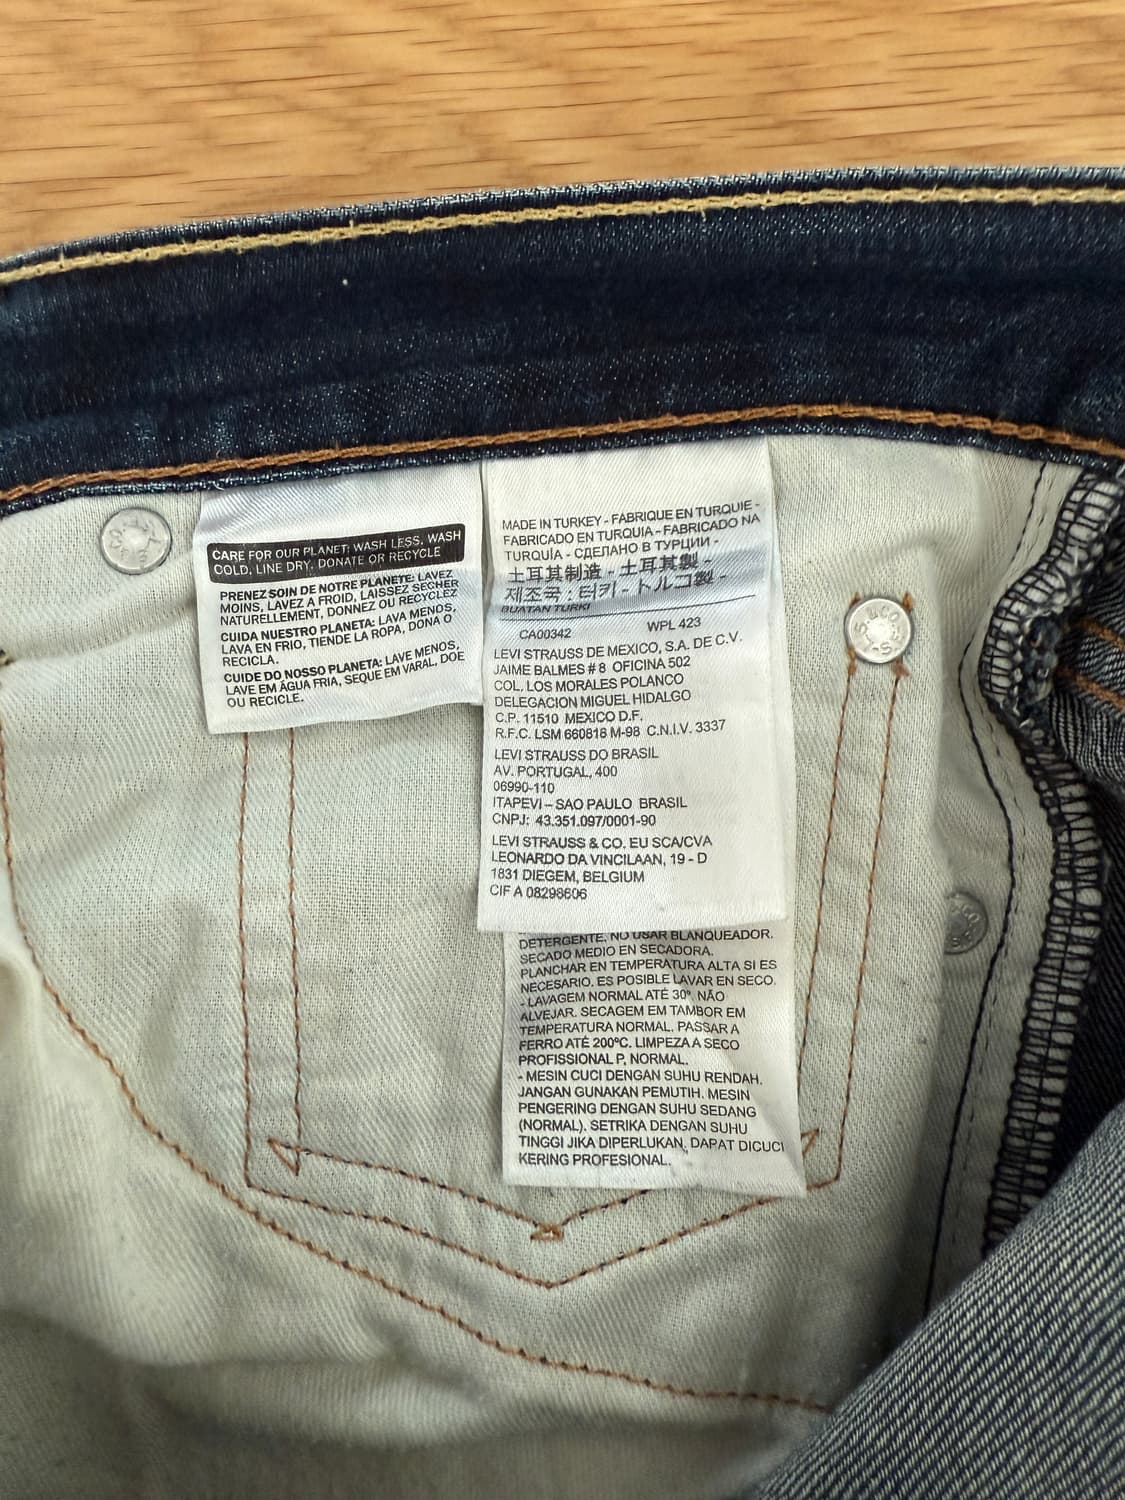 CARE FOR OUR PLANET: WASH LESS, WASH
COLD, LINE DRY, DONATE OR RECYCLE
PRENEZ SOIN DE NOTRE PLANETE: LAVEZ
MOINS, LAVEZ A FROID, LAISSEZ SECHER
NATURELLEMENT, DONNEZ OU RECYCLEZ
CUIDA NUESTRO PLANETA: LAVA MENOS,
LAVA EN FRIO, TIENDE LA ROPA, DONA O
RECICLA.
CUIDE DO NOSSO PLANETA: LAVE MENOS,
LAVE EM ÁGUA FRIA, SEQUE EM VARAL, DOE
OU RECICLE.
MADE IN TURKEY - FABRIQUE EN TURQUIE -
FABRICADO EN TURQUIA - FABRICADO NA
TURQUÍA - СДЕЛАНО В ТУРЦИИ -
土耳其制造 - 土耳其製 -
제조국 : 터키 - トルコ製 -
BUATAN TURKI
CA00342 WPL 423
LEVI STRAUSS DE MEXICO, S.A. DE C.V.
JAIME BALMES # 8 OFICINA 502
COL. LOS MORALES POLANCO
DELEGACION MIGUEL HIDALGO
C.P. 11510 MEXICO D.F.
R.F.C. LSM 660818 M-98 C.N.I.V. 3337
LEVI STRAUSS DO BRASIL
AV. PORTUGAL, 400
06990-110
ITAPEVI – SAO PAULO BRASIL
CNPJ: 43.351.097/0001-90
LEVI STRAUSS & CO. EU SCA/CVA
LEONARDO DA VINCILAAN, 19 - D
1831 DIEGEM, BELGIUM
CIF A 08298606
DETERGENTE. NO USAR BLANQUEADOR.
SECADO MEDIO EN SECADORA.
PLANCHAR EN TEMPERATURA ALTA SI ES
NECESARIO. ES POSIBLE LAVAR EN SECO.
- LAVAGEM NORMAL ATÉ 30º. NÃO
ALVEJAR. SECAGEM EM TAMBOR EM
TEMPERATURA NORMAL. PASSAR A
FERRO ATÉ 200ºC. LIMPEZA A SECO
PROFISSIONAL P, NORMAL.
- MESIN CUCI DENGAN SUHU RENDAH.
JANGAN GUNAKAN PEMUTIH. MESIN
PENGERING DENGAN SUHU SEDANG
(NORMAL). SETRIKA DENGAN SUHU
TINGGI JIKA DIPERLUKAN, DAPAT DICUCI
KERING PROFESIONAL.